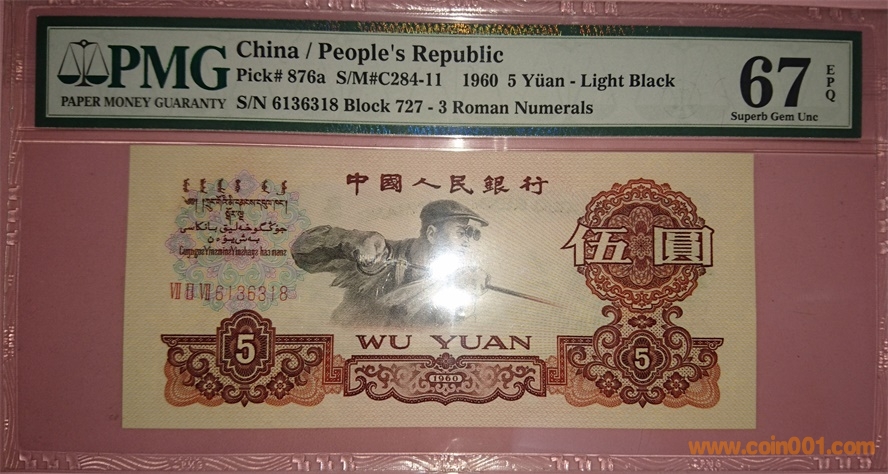 PMG
PAPER MONEY GUARANTY
China / People's Republic
Pick# 876a S/M#C284-11 1960 5 Yüan - Light Black
S/N 6136318 Block 727 - 3 Roman Numerals
67
EPQ
Superb Gem Unc
中國人民銀行
伍圓
VII II VII 6136318
WU YUAN
5
1960
5
www.coin001.com